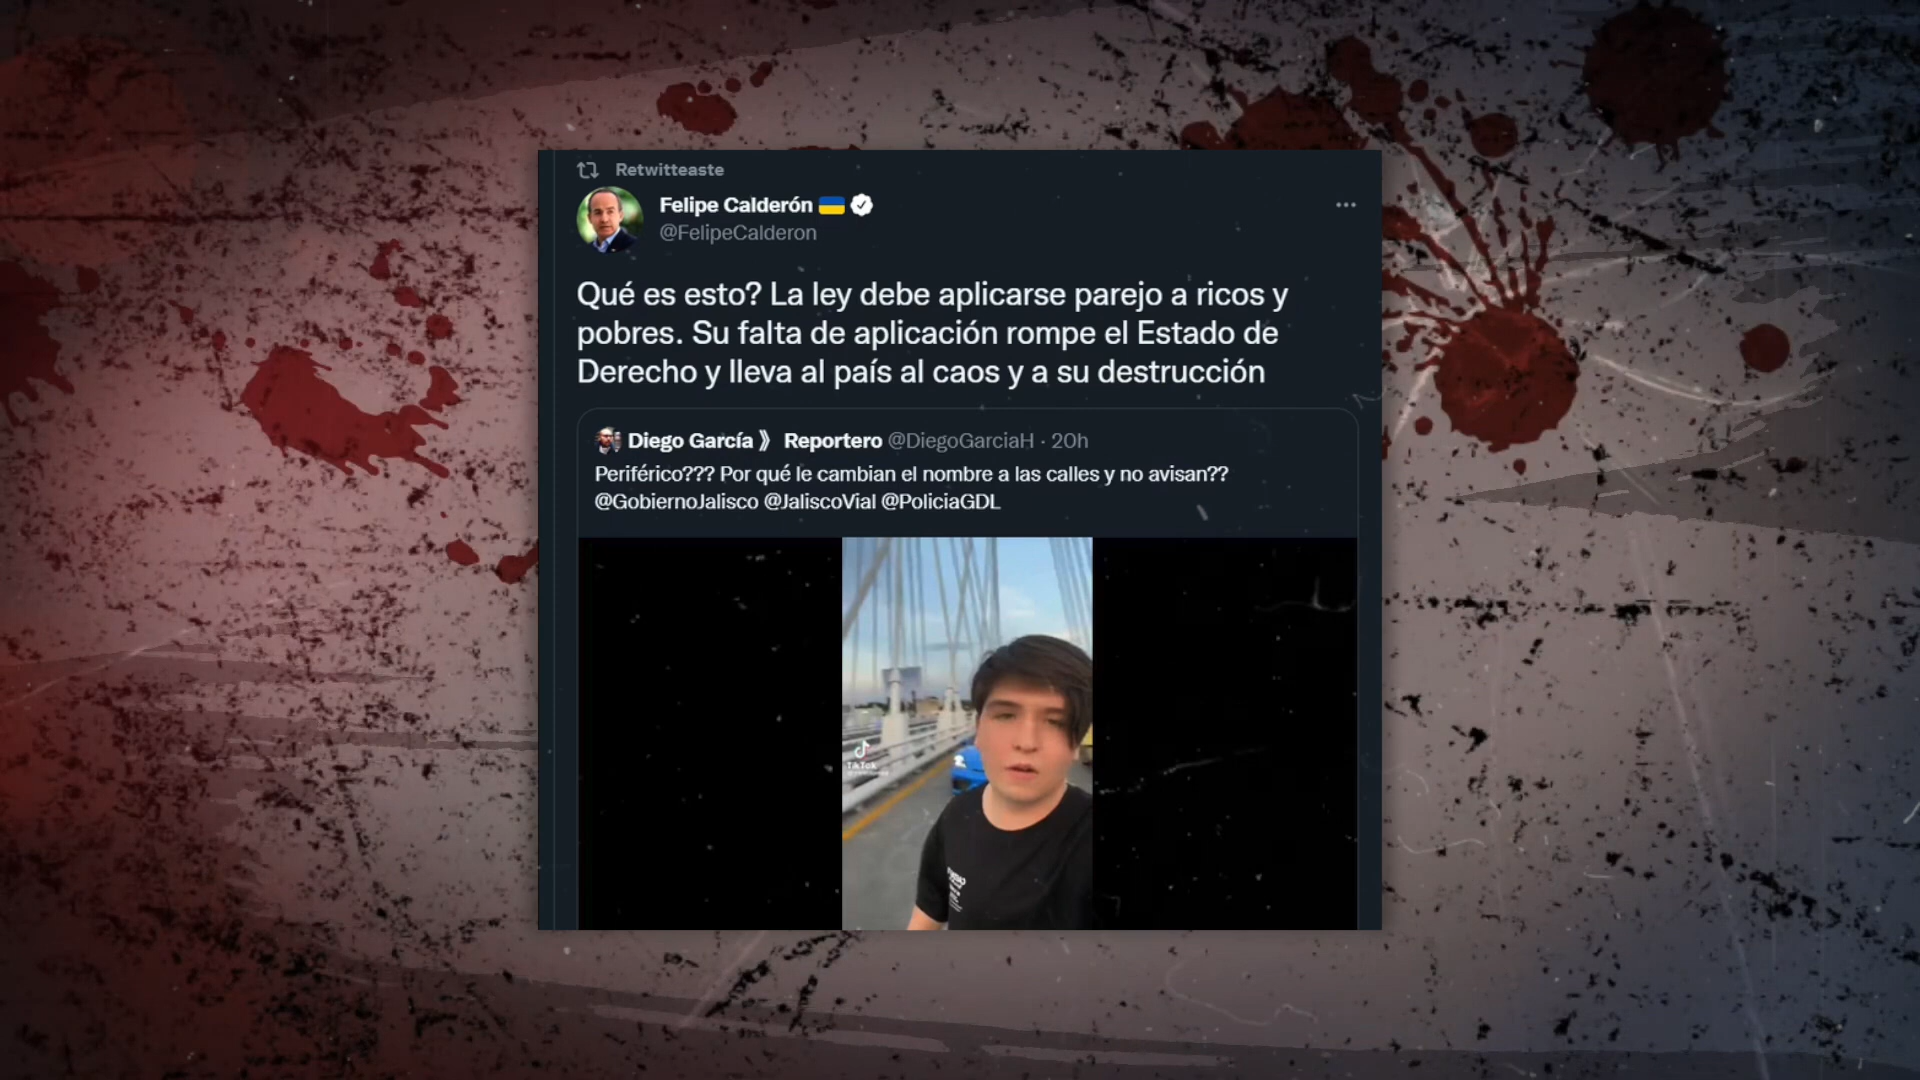 Retwitteaste
Felipe Calderón
@FelipeCalderon
Qué es esto? La ley debe aplicarse parejo a ricos y
pobres. Su falta de aplicación rompe el Estado de
Derecho y lleva al país al caos y a su destrucción
Diego García 》 Reportero @DiegoGarciaH · 20h
Periférico??? Por qué le cambian el nombre a las calles y no avisan??
@GobiernoJalisco @JaliscoVial @PoliciaGDL
TikTok